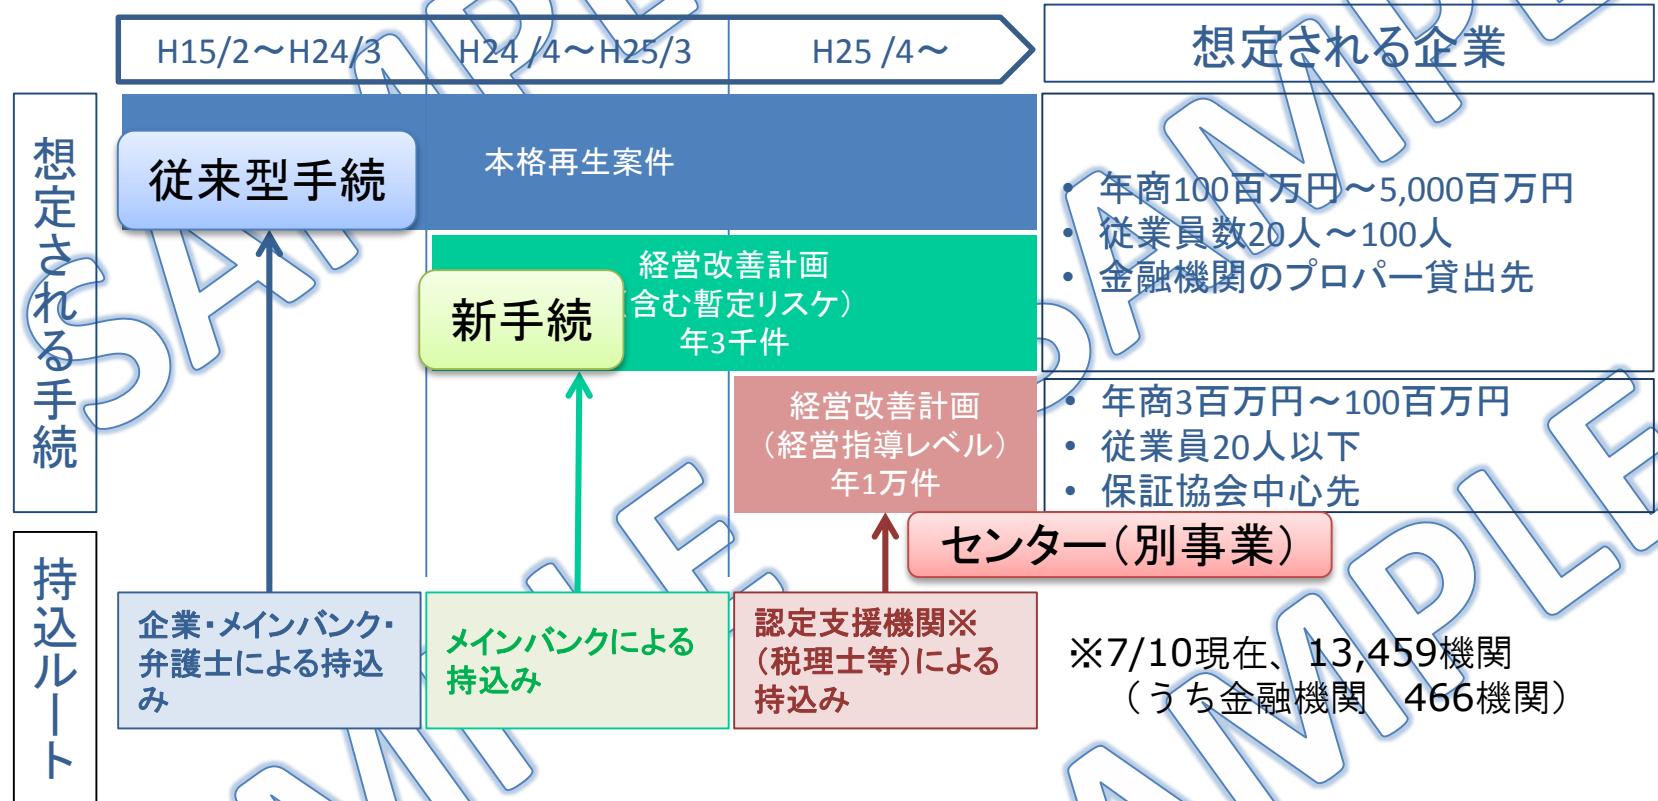 H15/2～H24/3
H24 /4～H25/3
H25 /4～
想定される企業
想定される手続
従来型手続
本格再生案件
・ 年商100百万円～5,000百万円
・ 従業員数20人～100人
・ 金融機関のプロパー貸出先
新手続
経営改善計画
含む暫定リスケ）
年3千件
経営改善計画
（経営指導レベル）
年1万件
・ 年商3百万円～100百万円
・ 従業員20人以下
・ 保証協会中心先
センター（別事業）
持込ルート
企業・メインバンク・
弁護士による持込
み
メインバンクによる
持込み
認定支援機関※
（税理士等）による
持込み
※7/10現在、13,459機関
（うち金融機関　466機関）
SAMPLE
SAMPLE
SAMPLE
SAMPLE